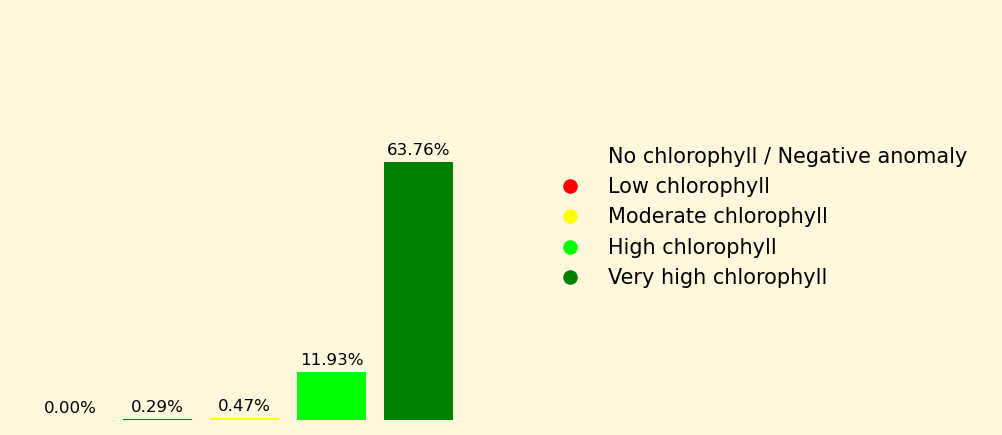 63.76%
11.93%
0.00%
0.29%
0.47%
No chlorophyll / Negative anomaly
Low chlorophyll
Moderate chlorophyll
High chlorophyll
Very high chlorophyll